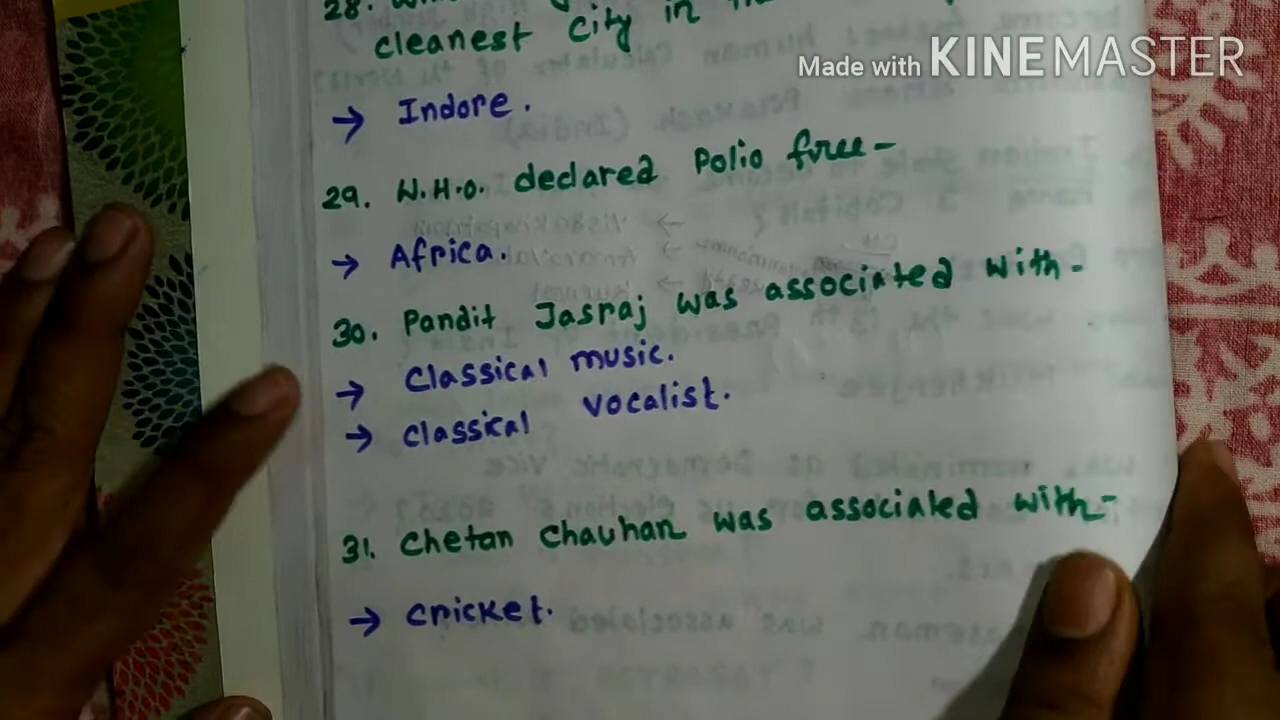 28.
cleanest city in
Made with KINEMASTER
→ Indore.
29. W.H.O. declared Polio free-
→ Africa.
30. Pandit Jasraj was associated with-
→ Classical music.
→ classical vocalist.
31. Chetan Chauhan was associated with-
→ cricket.